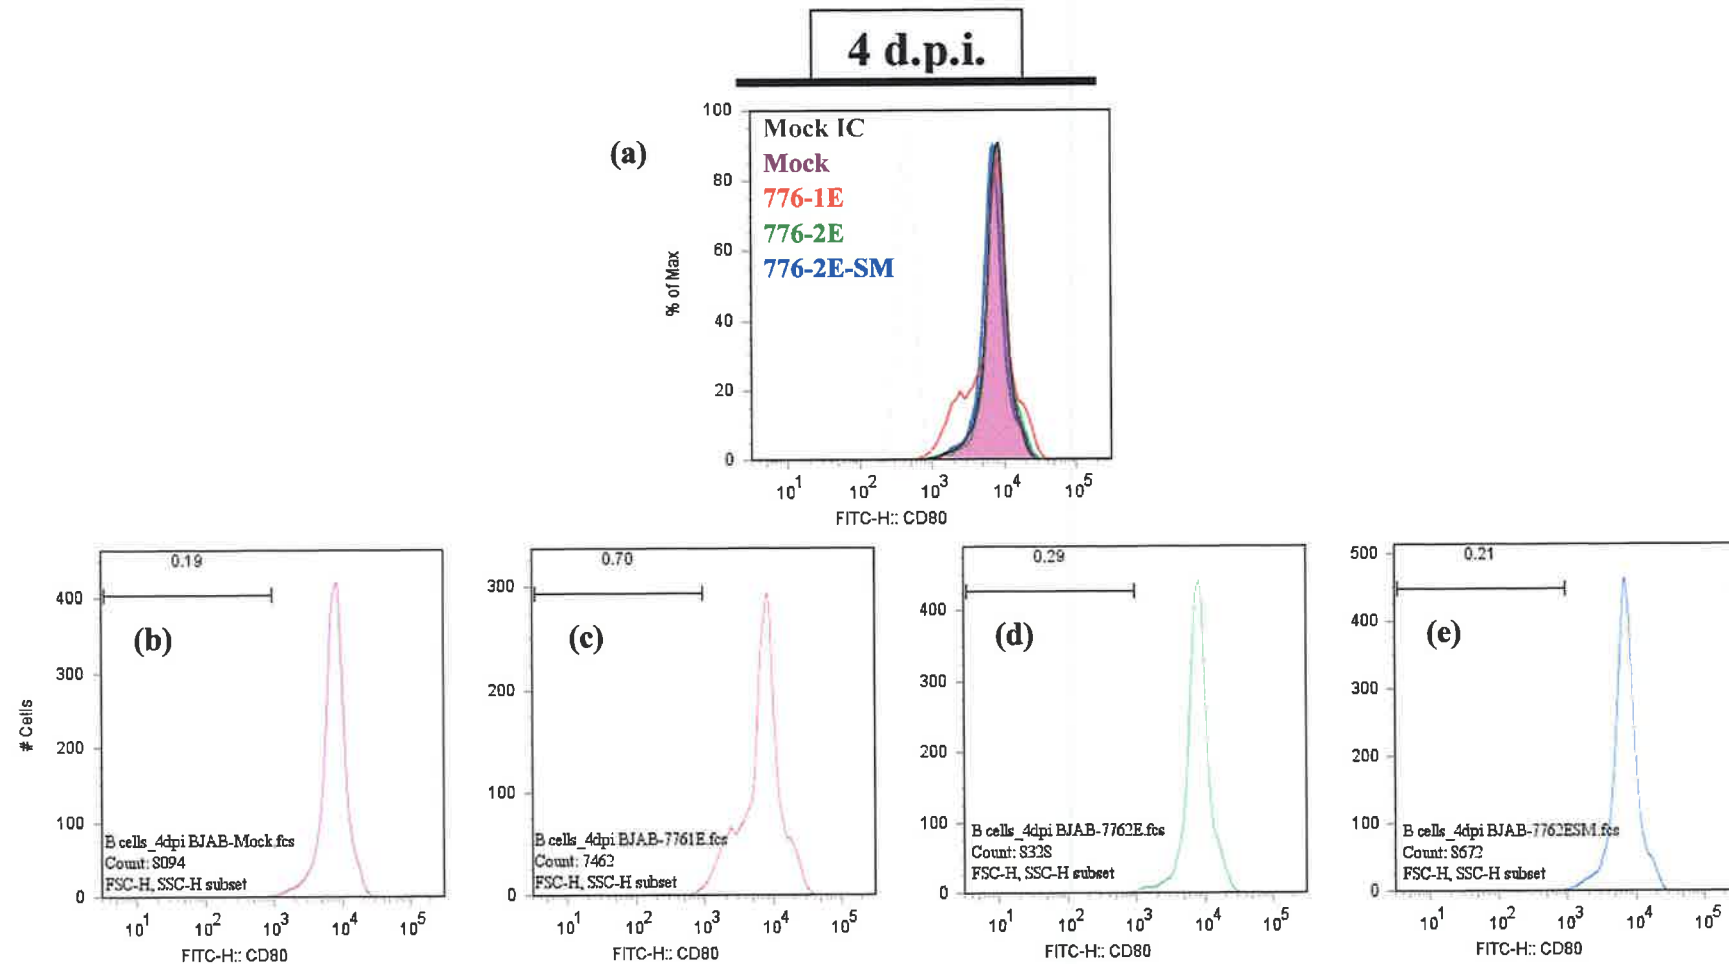 4 d.p.i.
(a)
Mock IC
Mock
776-1E
776-2E
776-2E-SM
% of Max
100
80
60
40
20
0
10^1 10^2 10^3 10^4 10^5
FITC-H:: CD80
# Cells
0.19
400
300
200
100
0
(b)
B cells_4dpi BJAB-Mock.fcs
Count: 8094
FSC-H, SSC-H subset
10^1 10^2 10^3 10^4 10^5
FITC-H:: CD80
0.70
300
200
100
0
(c)
B cells_4dpi BJAB-7761E.fcs
Count: 7462
FSC-H, SSC-H subset
10^1 10^2 10^3 10^4 10^5
FITC-H:: CD80
0.29
400
300
200
100
0
(d)
B cells_4dpi BJAB-7762E.fcs
Count: 8328
FSC-H, SSC-H subset
10^1 10^2 10^3 10^4 10^5
FITC-H:: CD80
0.21
500
400
300
200
100
0
(e)
B cells_4dpi BJAB-7762ESM.fcs
Count: 8672
FSC-H, SSC-H subset
10^1 10^2 10^3 10^4 10^5
FITC-H:: CD80